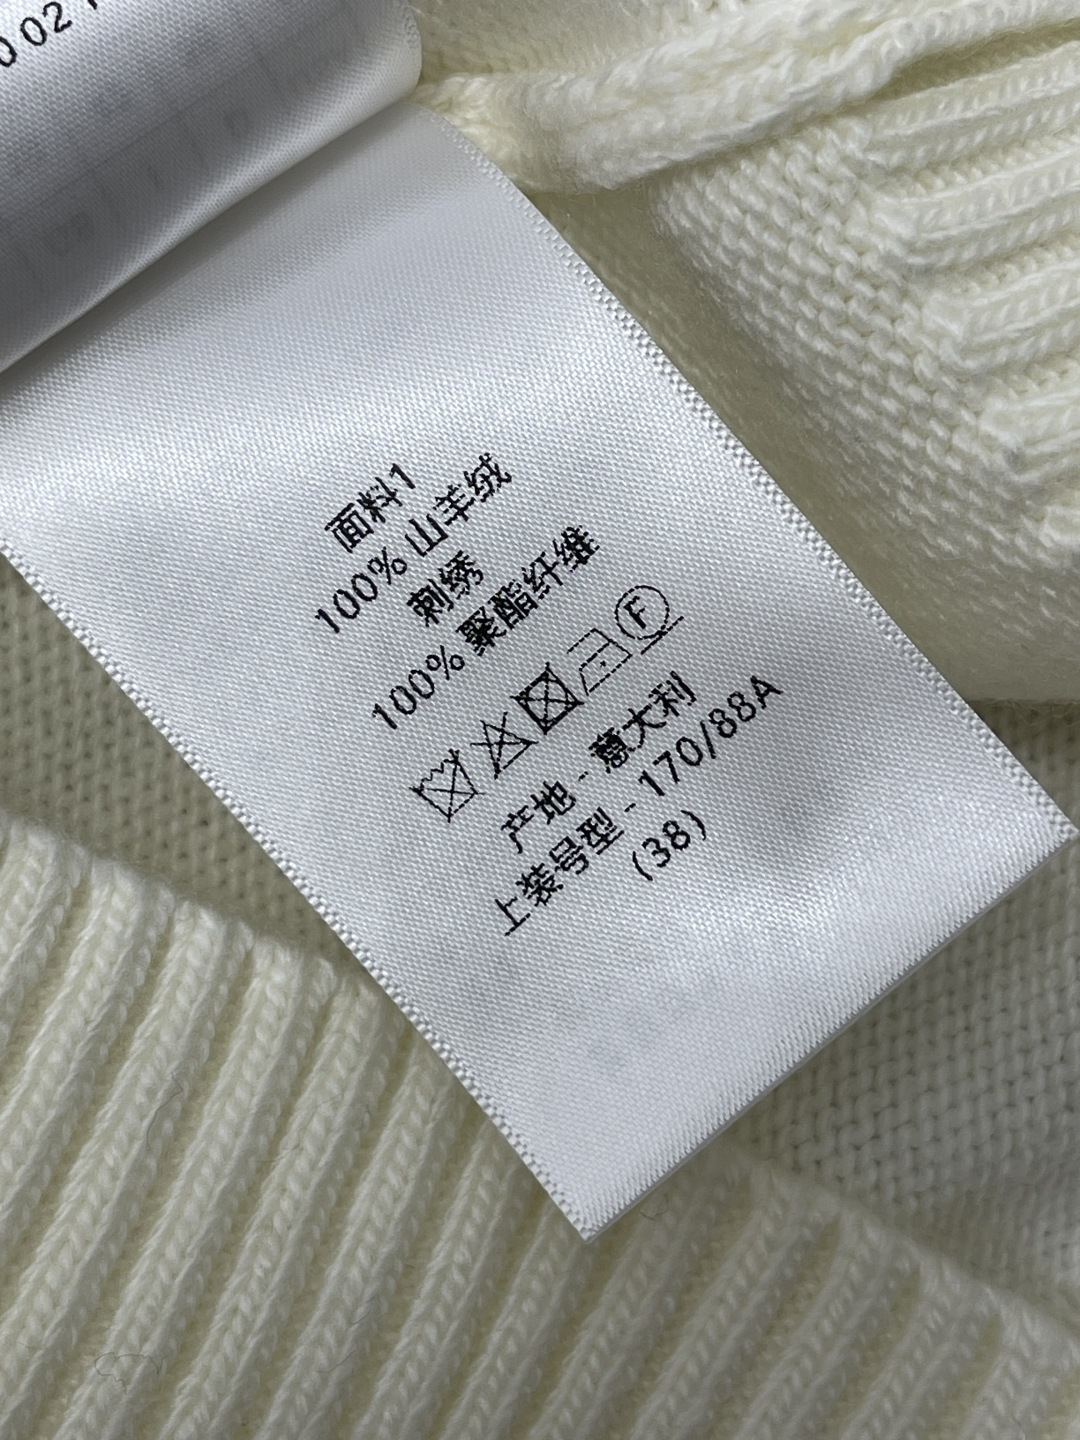 002
面料1
100% 山羊绒
刺绣
100% 聚酯纤维
F
产地 - 意大利
上装号型 - 170/88A
(38)